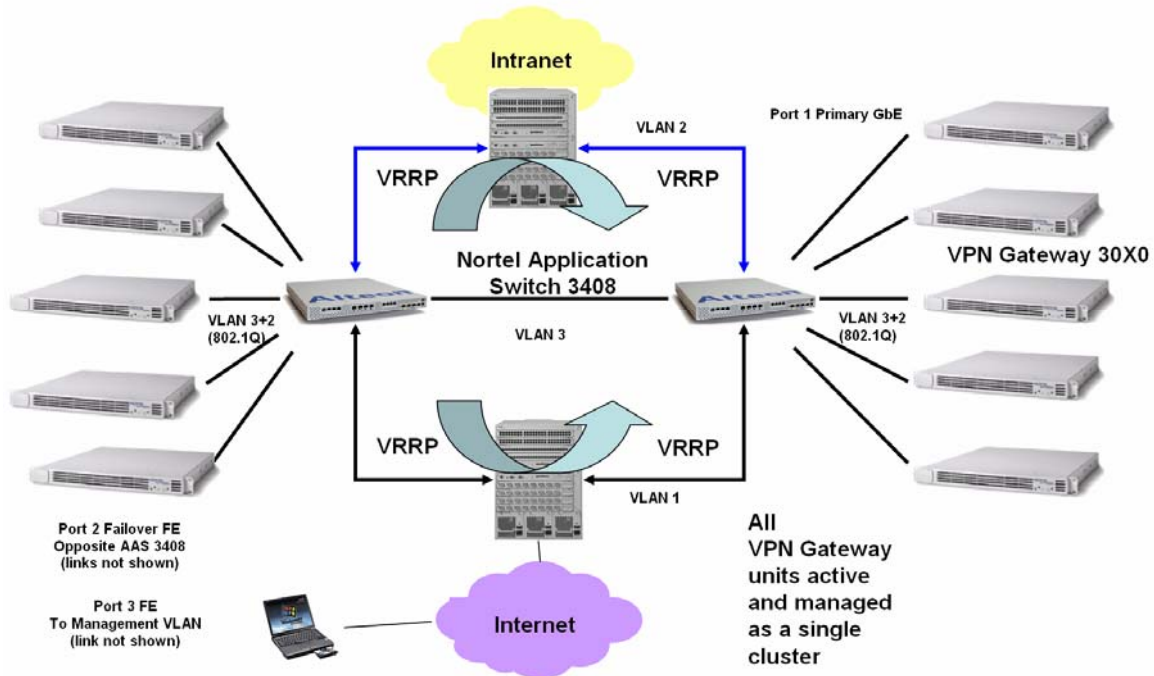 Intranet
Port 1 Primary GbE
VLAN 2
VRRP
VRRP
Nortel Application
Switch 3408
VPN Gateway 30X0
Alteon
Alteon
VLAN 3+2
(802.1Q)
VLAN 3
VLAN 3+2
(802.1Q)
VRRP
VRRP
VLAN 1
Port 2 Failover FE
Opposite AAS 3408
(links not shown)
Port 3 FE
To Management VLAN
(link not shown)
All
VPN Gateway
units active
and managed
as a single
cluster
Internet